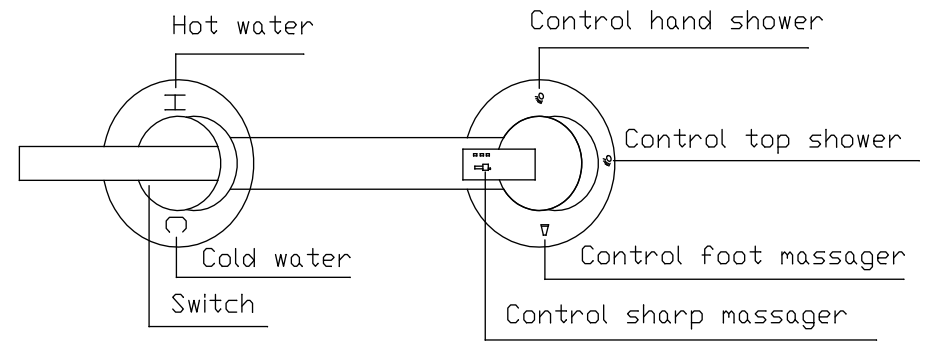 Hot water
Control hand shower
Control top shower
Cold water
Control foot massager
Switch
Control sharp massager